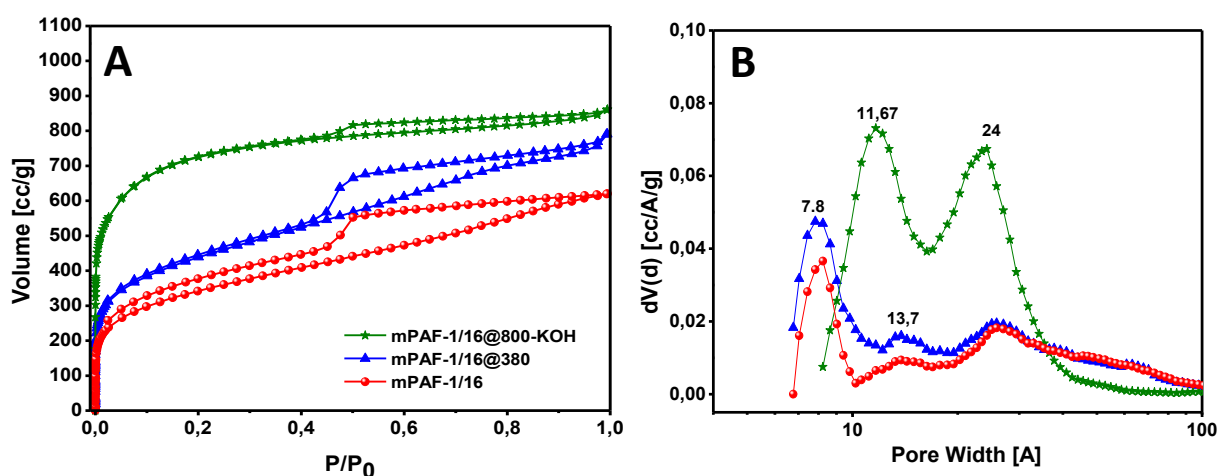 A
Volume [cc/g]
1100
1000
900
800
700
600
500
400
300
200
100
0
mPAF-1/16@800-KOH
mPAF-1/16@380
mPAF-1/16
0,0 0,2 0,4 0,6 0,8 1,0
P/P0
B
dV(d) [cc/A/g]
0,10
0,08
0,06
0,04
0,02
0,00
11,67
24
7.8
13,7
10 100
Pore Width [A]